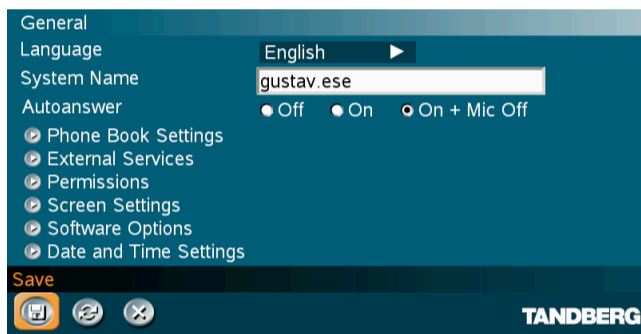 General
Language English
System Name gustav.ese
Autoanswer Off On On + Mic Off
Phone Book Settings
External Services
Permissions
Screen Settings
Software Options
Date and Time Settings
Save
TANDBERG